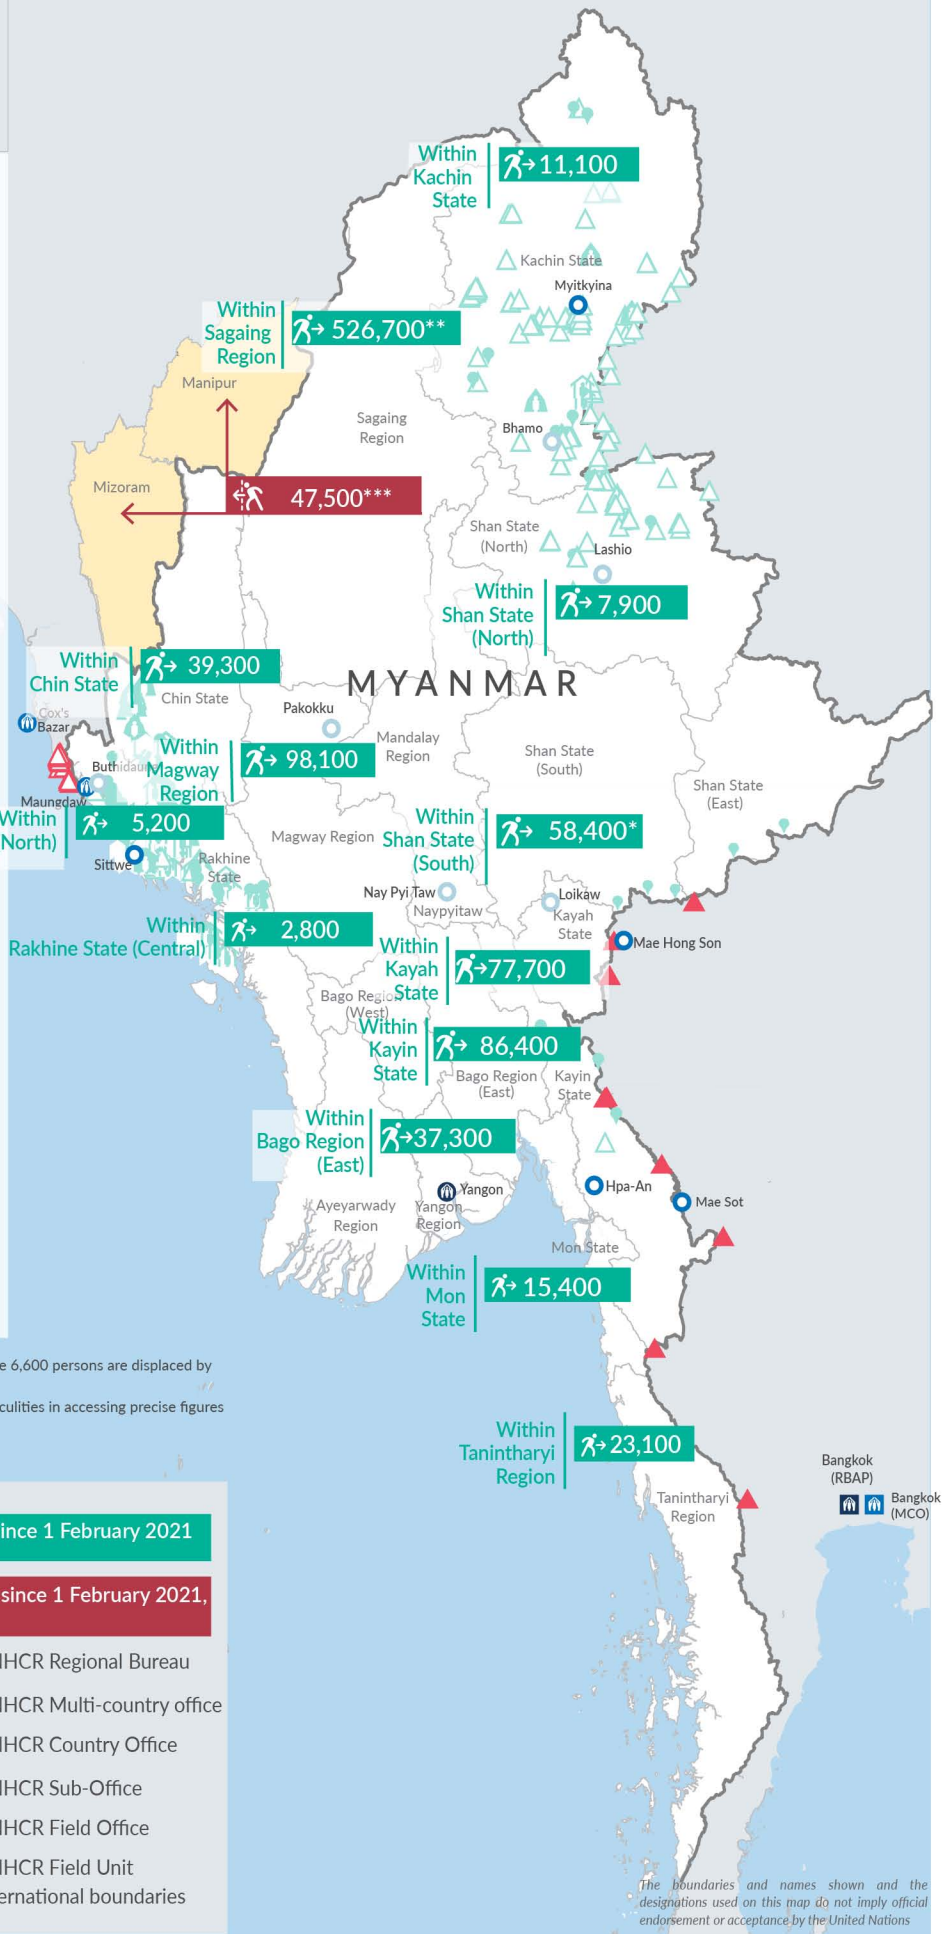 Within
Kachin
State
11,100
Kachin State
Myitkyina
Within
Sagaing
Region
526,700**
Manipur
Sagaing
Region
Bhamo
Mizoram
47,500***
Shan State
(North)
Lashio
Within
Shan State
(North)
7,900
Within
Chin State
39,300
Chin State
MYANMAR
Pakokku
Cox's
Bazar
Mandalay
Region
Shan State
(South)
Shan State
(East)
Within
Magway
Region
98,100
Buthidaung
Maungdaw
Within
North)
5,200
Magway Region
Within
Shan State
(South)
58,400*
Sittwe
Rakhine
State
Nay Pyi Taw
Naypyitaw
Loikaw
Kayah
State
Within
Rakhine State (Central)
2,800
Mae Hong Son
Within
Kayah
State
77,700
Bago Region
(West)
Within
Kayin
State
86,400
Bago Region
(East)
Kayin
State
Within
Bago Region
(East)
37,300
Yangon
Hpa-An
Mae Sot
Ayeyarwady
Region
Yangon
Region
Mon State
Within
Mon
State
15,400
e 6,600 persons are displaced by
culities in accessing precise figures
Within
Tanintharyi
Region
23,100
Tanintharyi
Region
Bangkok
(RBAP)
Bangkok
(MCO)
ince 1 February 2021
since 1 February 2021,
HCR Regional Bureau
HCR Multi-country office
HCR Country Office
HCR Sub-Office
HCR Field Office
HCR Field Unit
ernational boundaries
The boundaries and names shown and the
designations used on this map do not imply official
endorsement or acceptance by the United Nations